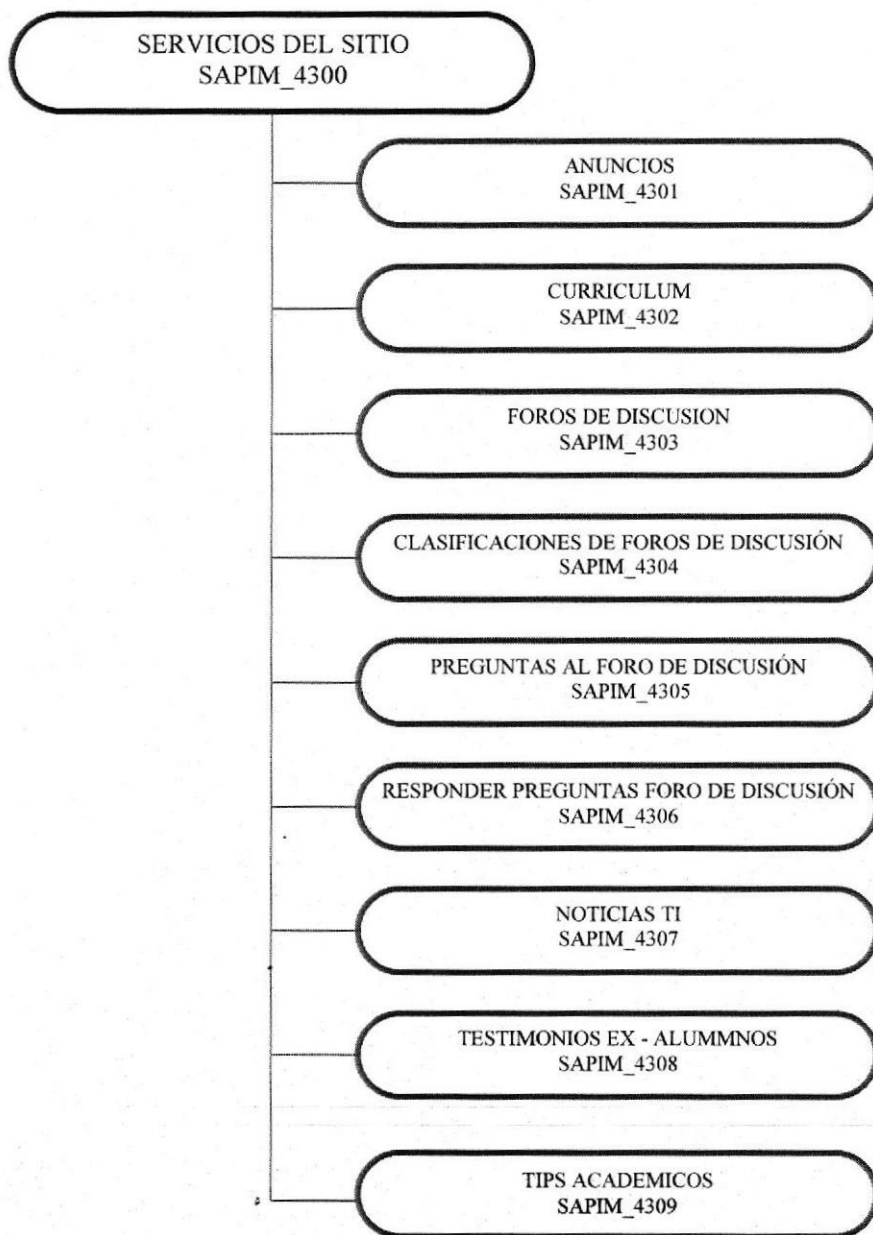 SERVICIOS DEL SITIO
SAPIM_4300
ANUNCIOS
SAPIM_4301
CURRICULUM
SAPIM_4302
FOROS DE DISCUSION
SAPIM_4303
CLASIFICACIONES DE FOROS DE DISCUSIÓN
SAPIM_4304
PREGUNTAS AL FORO DE DISCUSIÓN
SAPIM_4305
RESPONDER PREGUNTAS FORO DE DISCUSIÓN
SAPIM_4306
NOTICIAS TI
SAPIM_4307
TESTIMONIOS EX - ALUMMNOS
SAPIM_4308
TIPS ACADEMICOS
SAPIM_4309